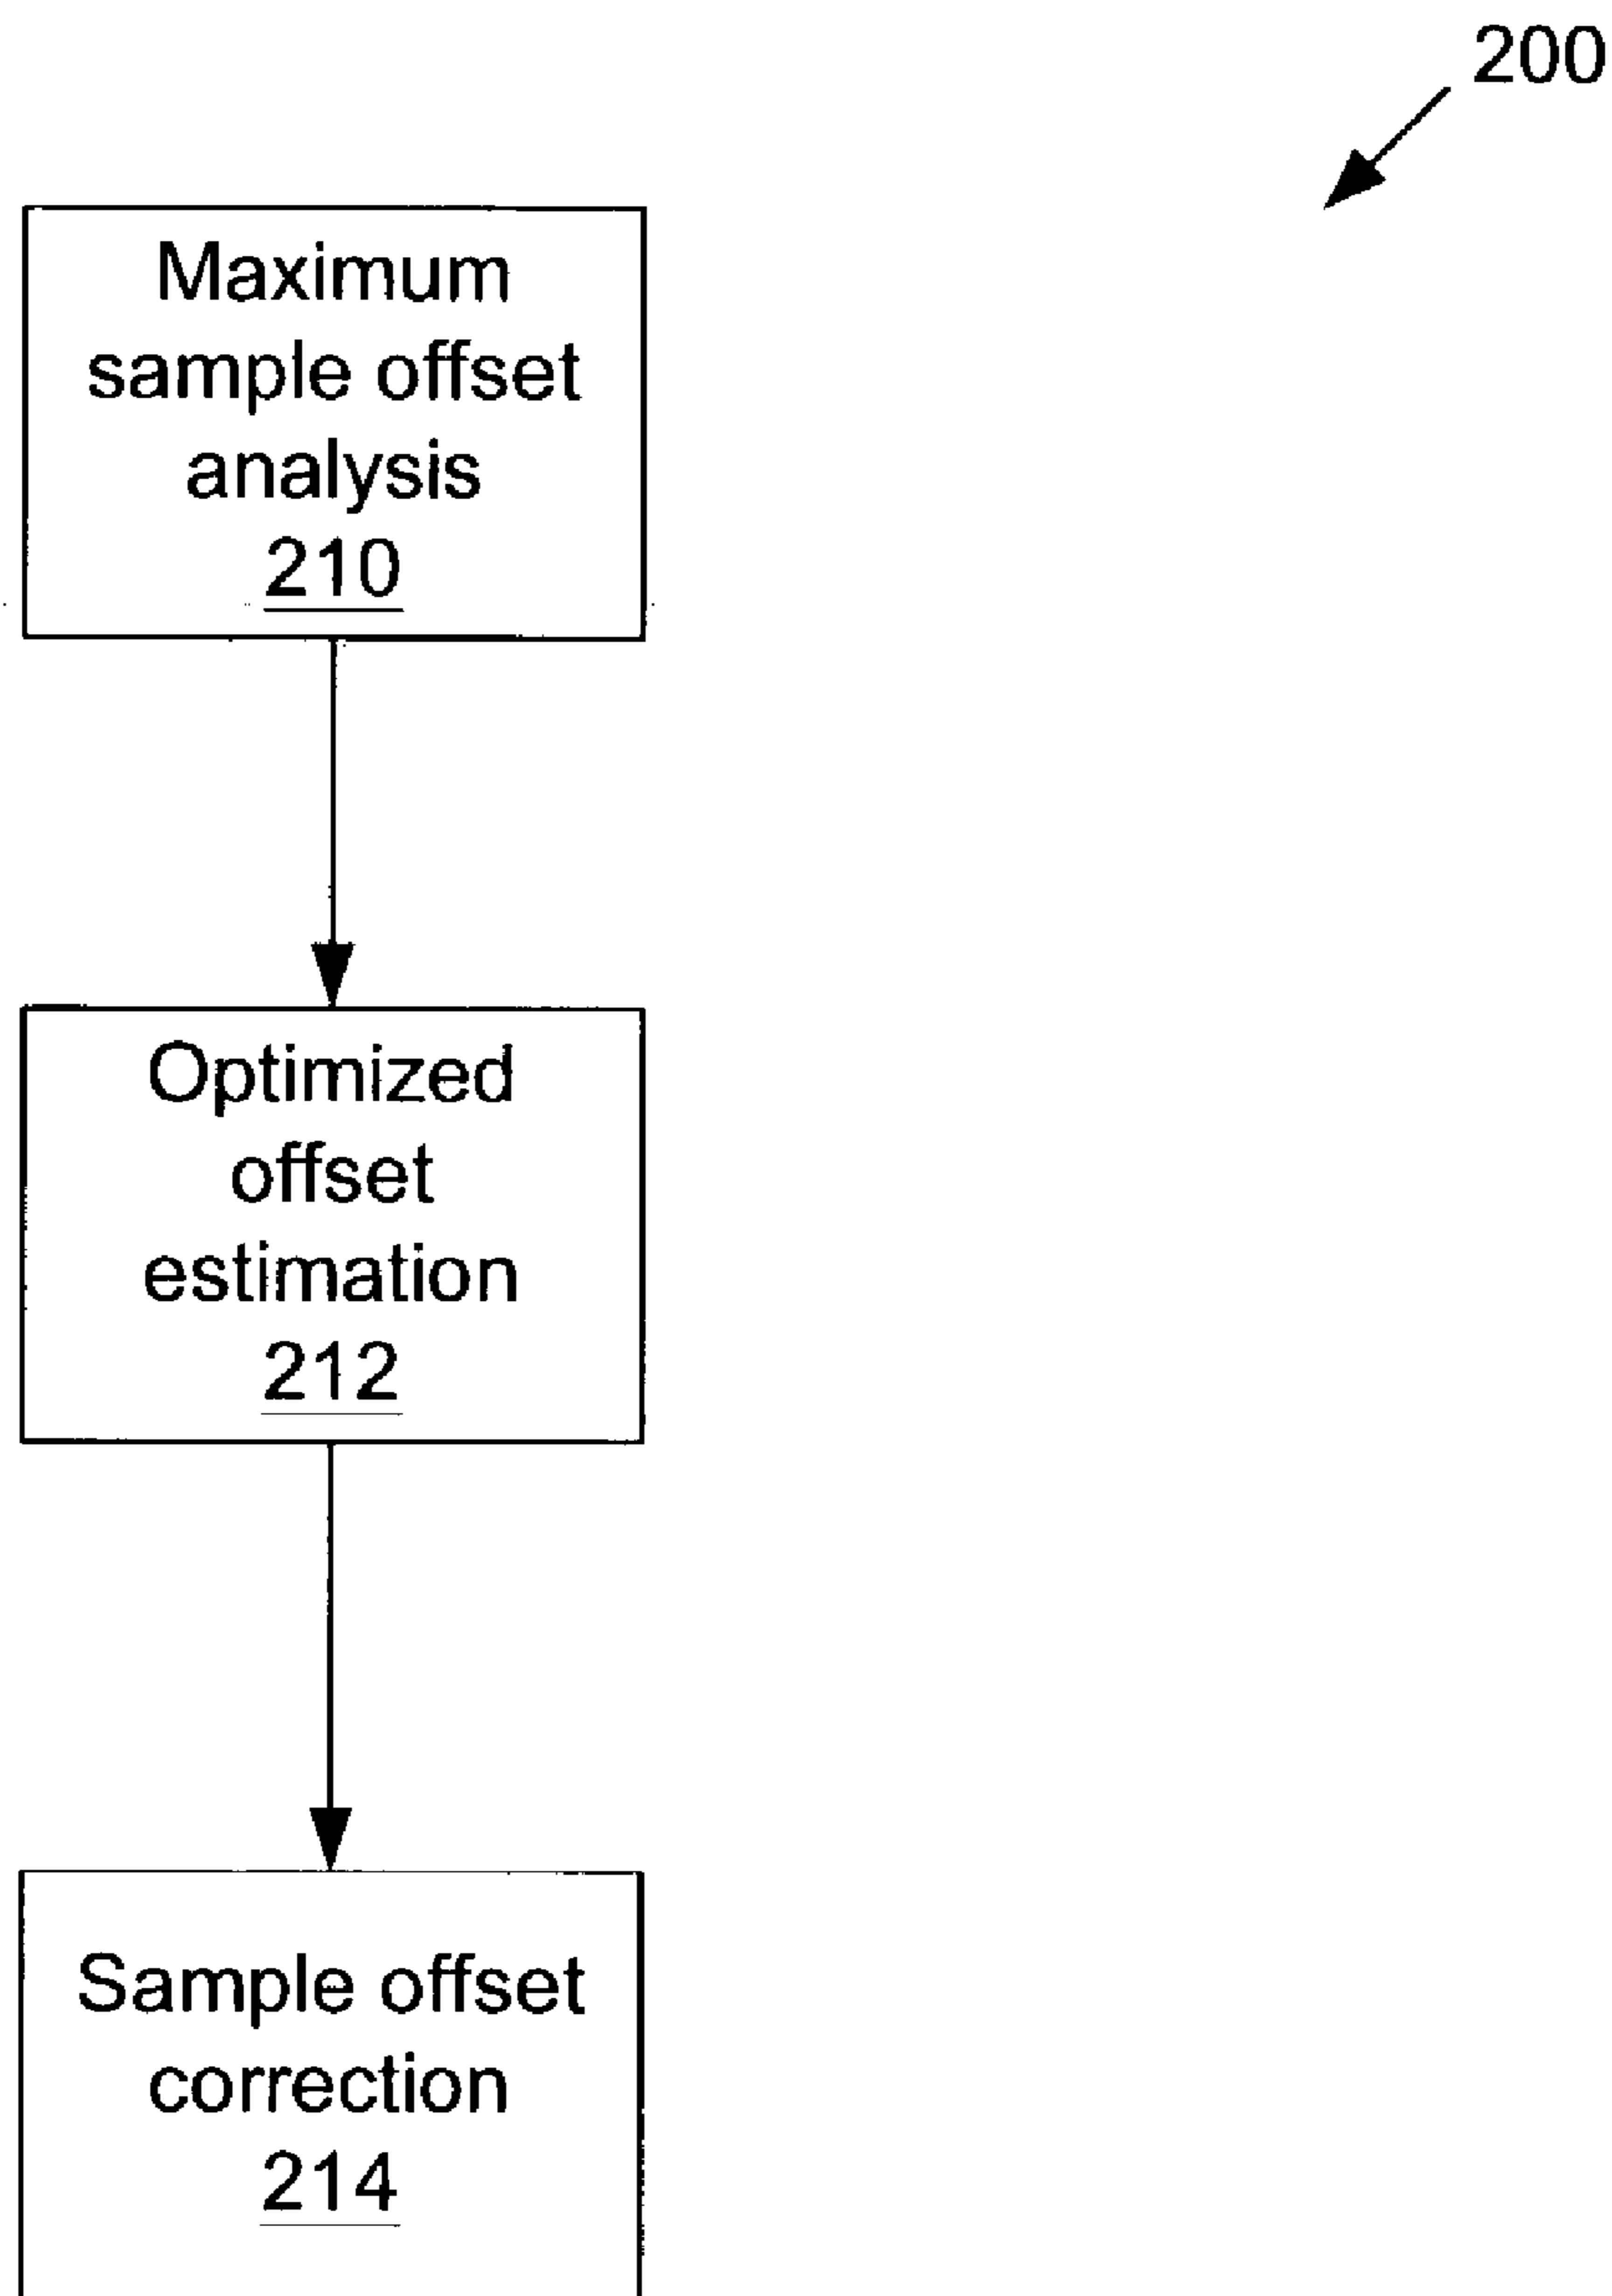 200
Maximum
sample offset
analysis
210
Optimized
offset
estimation
212
Sample offset
correction
214